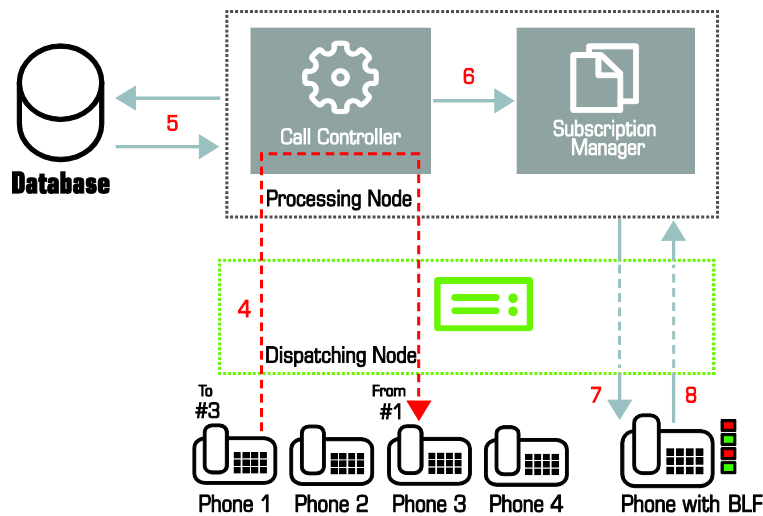 6
5
Call Controller
Subscription
Manager
Database
Processing Node
4
Dispatching Node
To
#3
From
#1
7
8
Phone 1
Phone 2
Phone 3
Phone 4
Phone with BLF